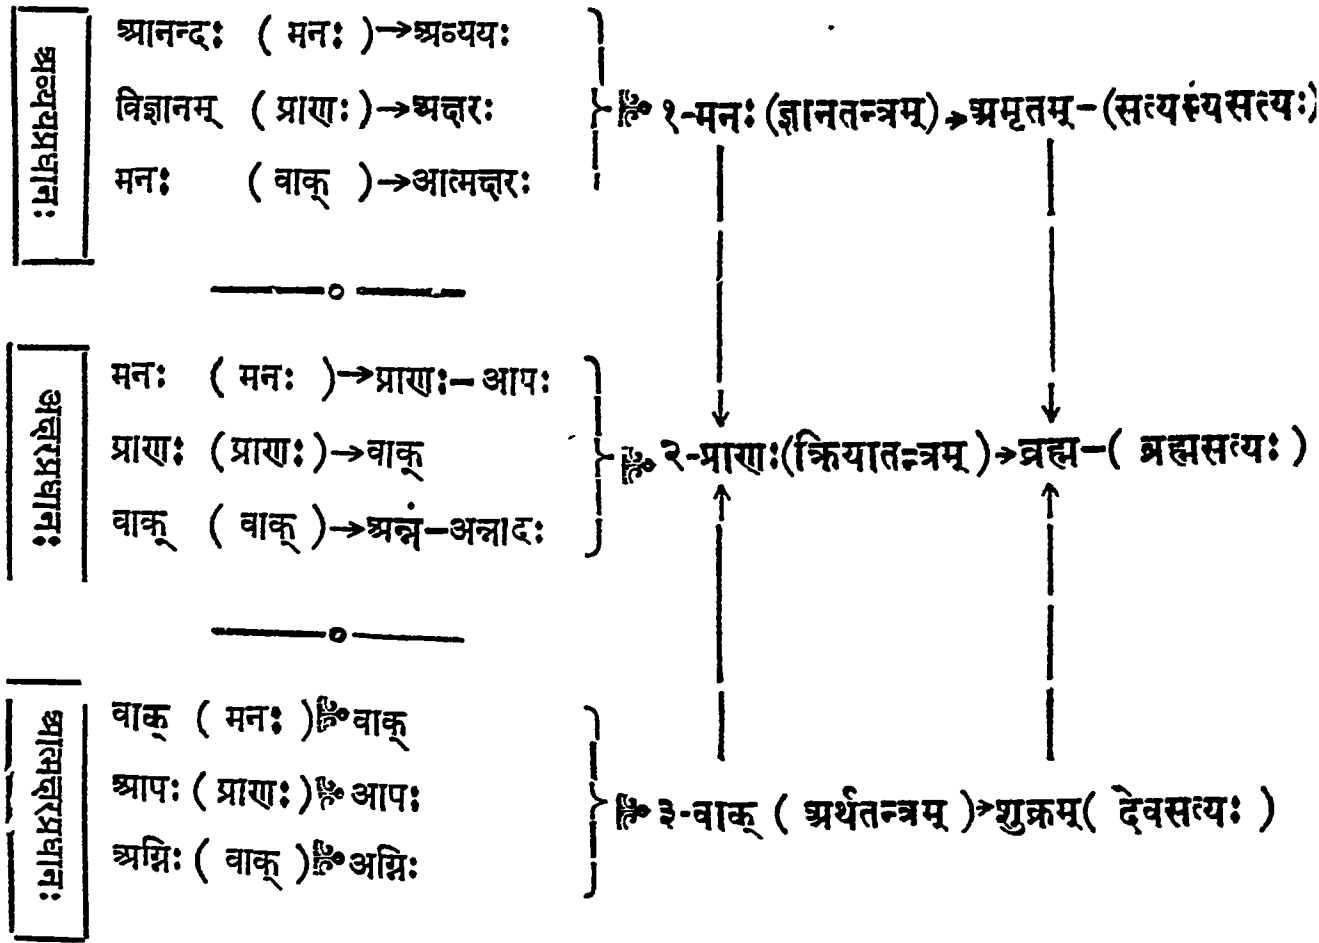 अव्ययप्रधानः
आनन्दः ( मनः )→अव्ययः
विज्ञानम् ( प्राणः )→अक्षरः
मनः ( वाक् )→आत्मक्षरः
१-मनः (ज्ञानतन्त्रम्)→अमृतम्-(सत्यस्यसत्यः)
अक्षरप्रधानः
मनः ( मनः )→प्राणः-आपः
प्राणः (प्राणः)→वाक्
वाक् ( वाक् )→अन्नं-अन्नादः
२-प्राणः(क्रियातन्त्रम्)→ब्रह्म-( ब्रह्मसत्यः )
आत्मक्षरप्रधानः
वाक् ( मनः ) वाक्
आपः ( प्राणः ) आपः
अग्निः ( वाक् ) अग्निः
३-वाक् ( अर्थतन्त्रम् )→शुक्रम्( देवसत्यः )